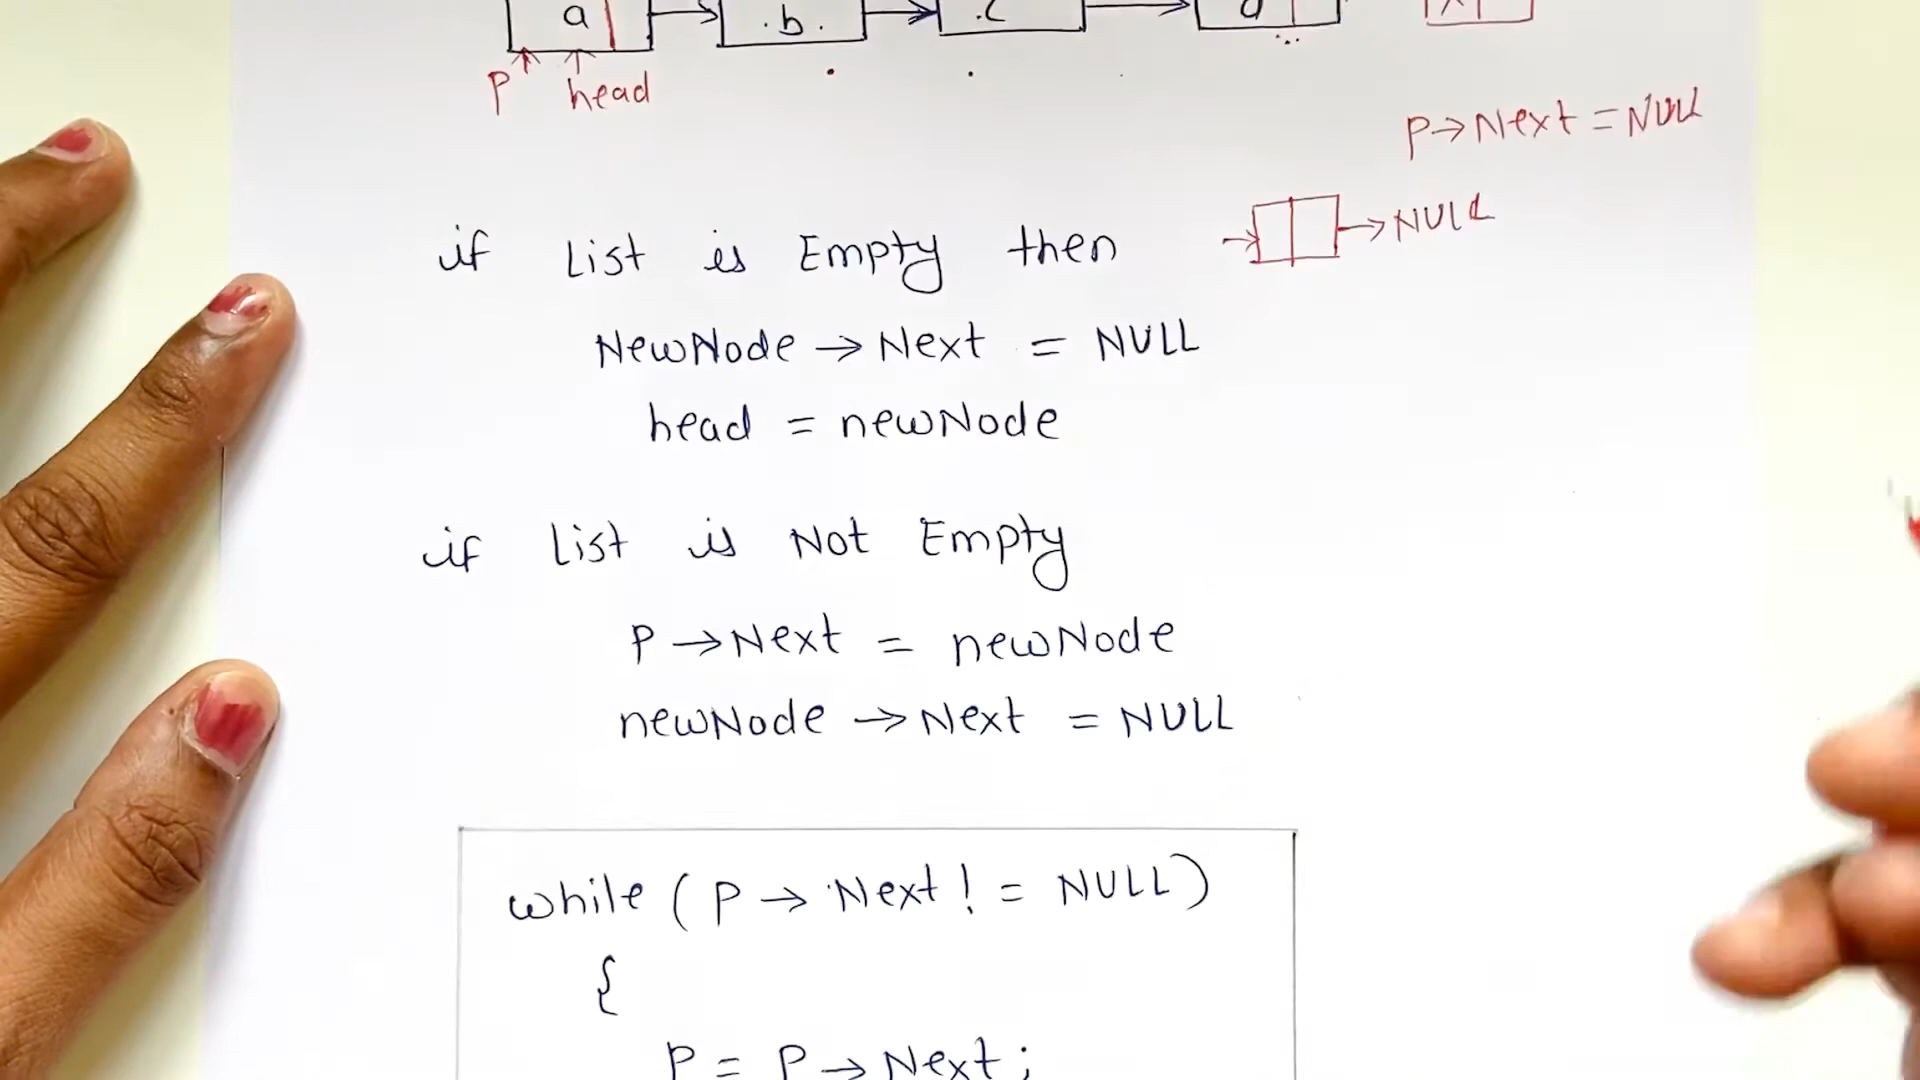 a b c d x
P head
P→Next = NULL
if List is Empty then
→NULL
NewNode → Next = NULL
head = newNode
if List is Not Empty
P →Next = newNode
newNode → Next = NULL
while ( P → Next ! = NULL)
{
P = P → Next ;